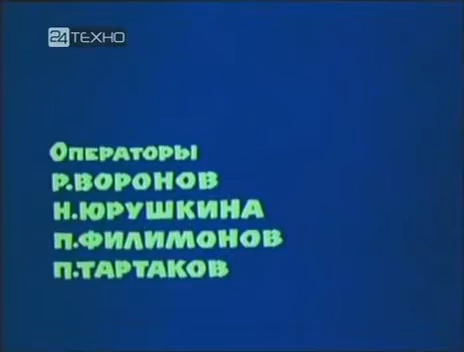 24 ТЕХНО
Операторы
Р.ВОРОНОВ
Н.ЮРУШКИНА
П.ФИЛИМОНОВ
П.ТАРТАКОВ